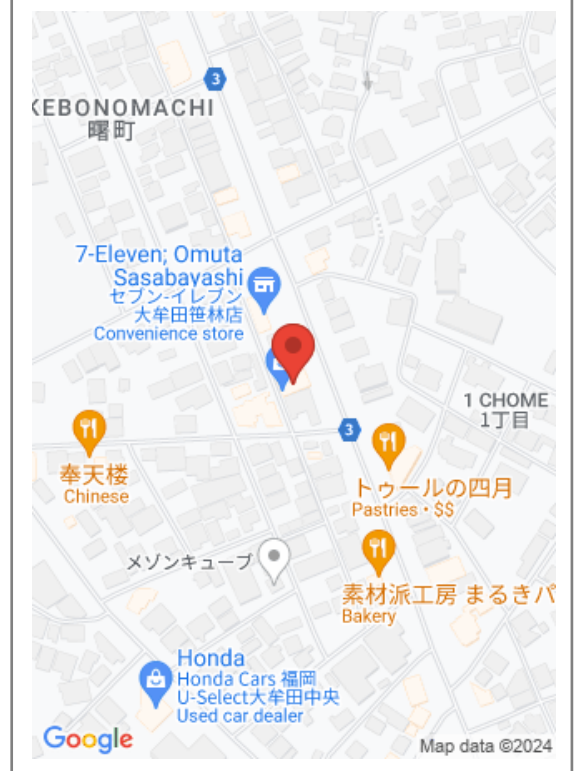 3
KEBONOMACHI
曙町
7-Eleven; Omuta
Sasabayashi
セブン-イレブン
大牟田笹林店
Convenience store
1 CHOME
1丁目
3
奉天楼
Chinese
トゥールの四月
Pastries • $$
メゾンキューブ
素材派工房 まるきパ
Bakery
Honda
Honda Cars 福岡
U-Select大牟田中央
Used car dealer
Google
Map data ©2024